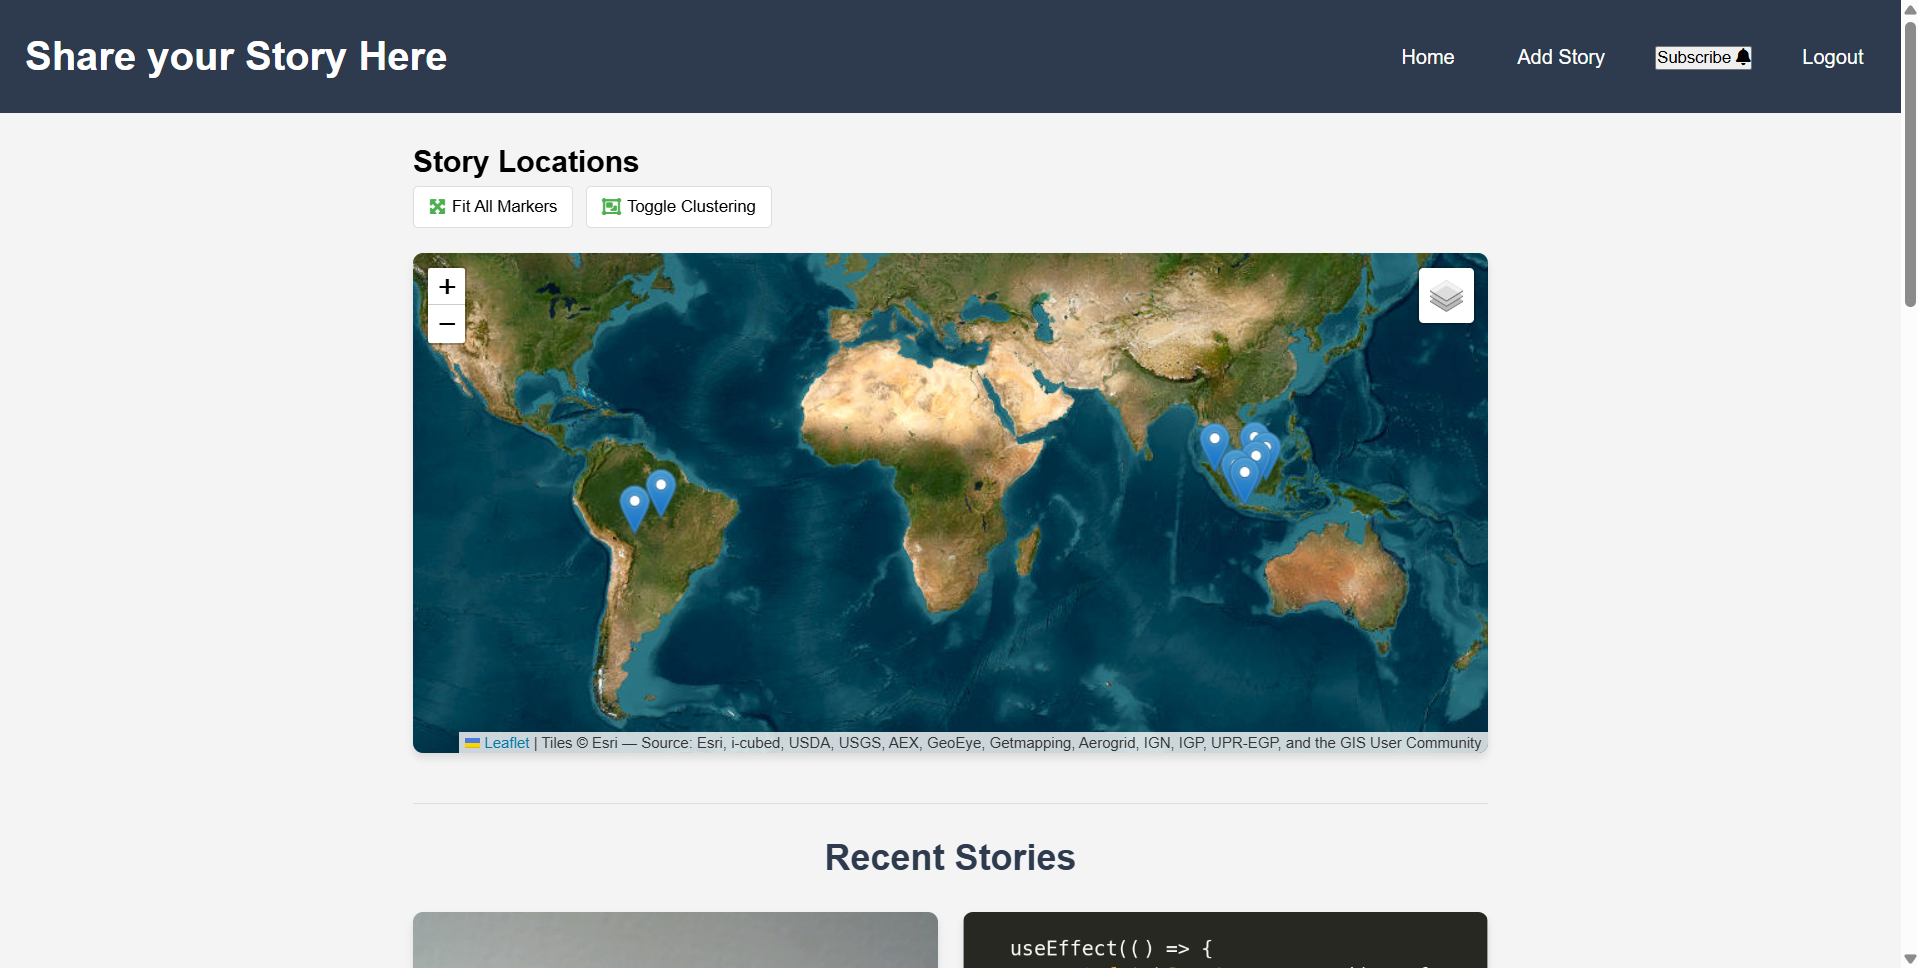 Share your Story Here
Home
Add Story
Subscribe
Logout
Story Locations
Fit All Markers
Toggle Clustering
+
−
Leaflet | Tiles © Esri — Source: Esri, i-cubed, USDA, USGS, AEX, GeoEye, Getmapping, Aerogrid, IGN, IGP, UPR-EGP, and the GIS User Community
Recent Stories
useEffect(() => {